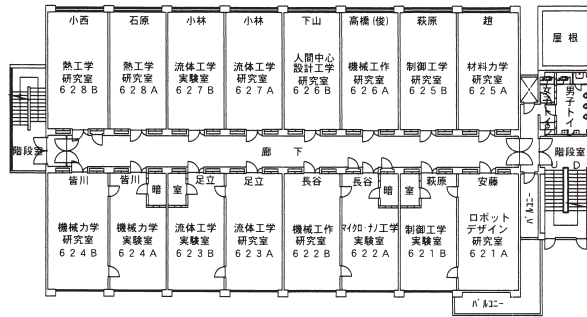 小西 石原 小林 小林 下山 高橋(俊) 萩原 趙
屋根
熱工学
研究室
628B
熱工学
研究室
628A
流体工学
実験室
627B
流体工学
研究室
627A
人間中心
設計工学
研究室
626B
機械工作
研究室
626A
制御工学
研究室
625B
材料力学
研究室
625A
女子トイレ
男子トイレ
階段室
廊下
階段室
U D
皆川 皆川 足立 足立 長谷 長谷 萩原 安藤
暗室
暗室
機械力学
研究室
624B
機械力学
実験室
624A
流体工学
実験室
623B
流体工学
研究室
623A
機械工作
研究室
622B
マイクロ・ナノ工学
実験室
622A
制御工学
実験室
621B
ロボット
デザイン
研究室
621A
バルコニー
バルコニー